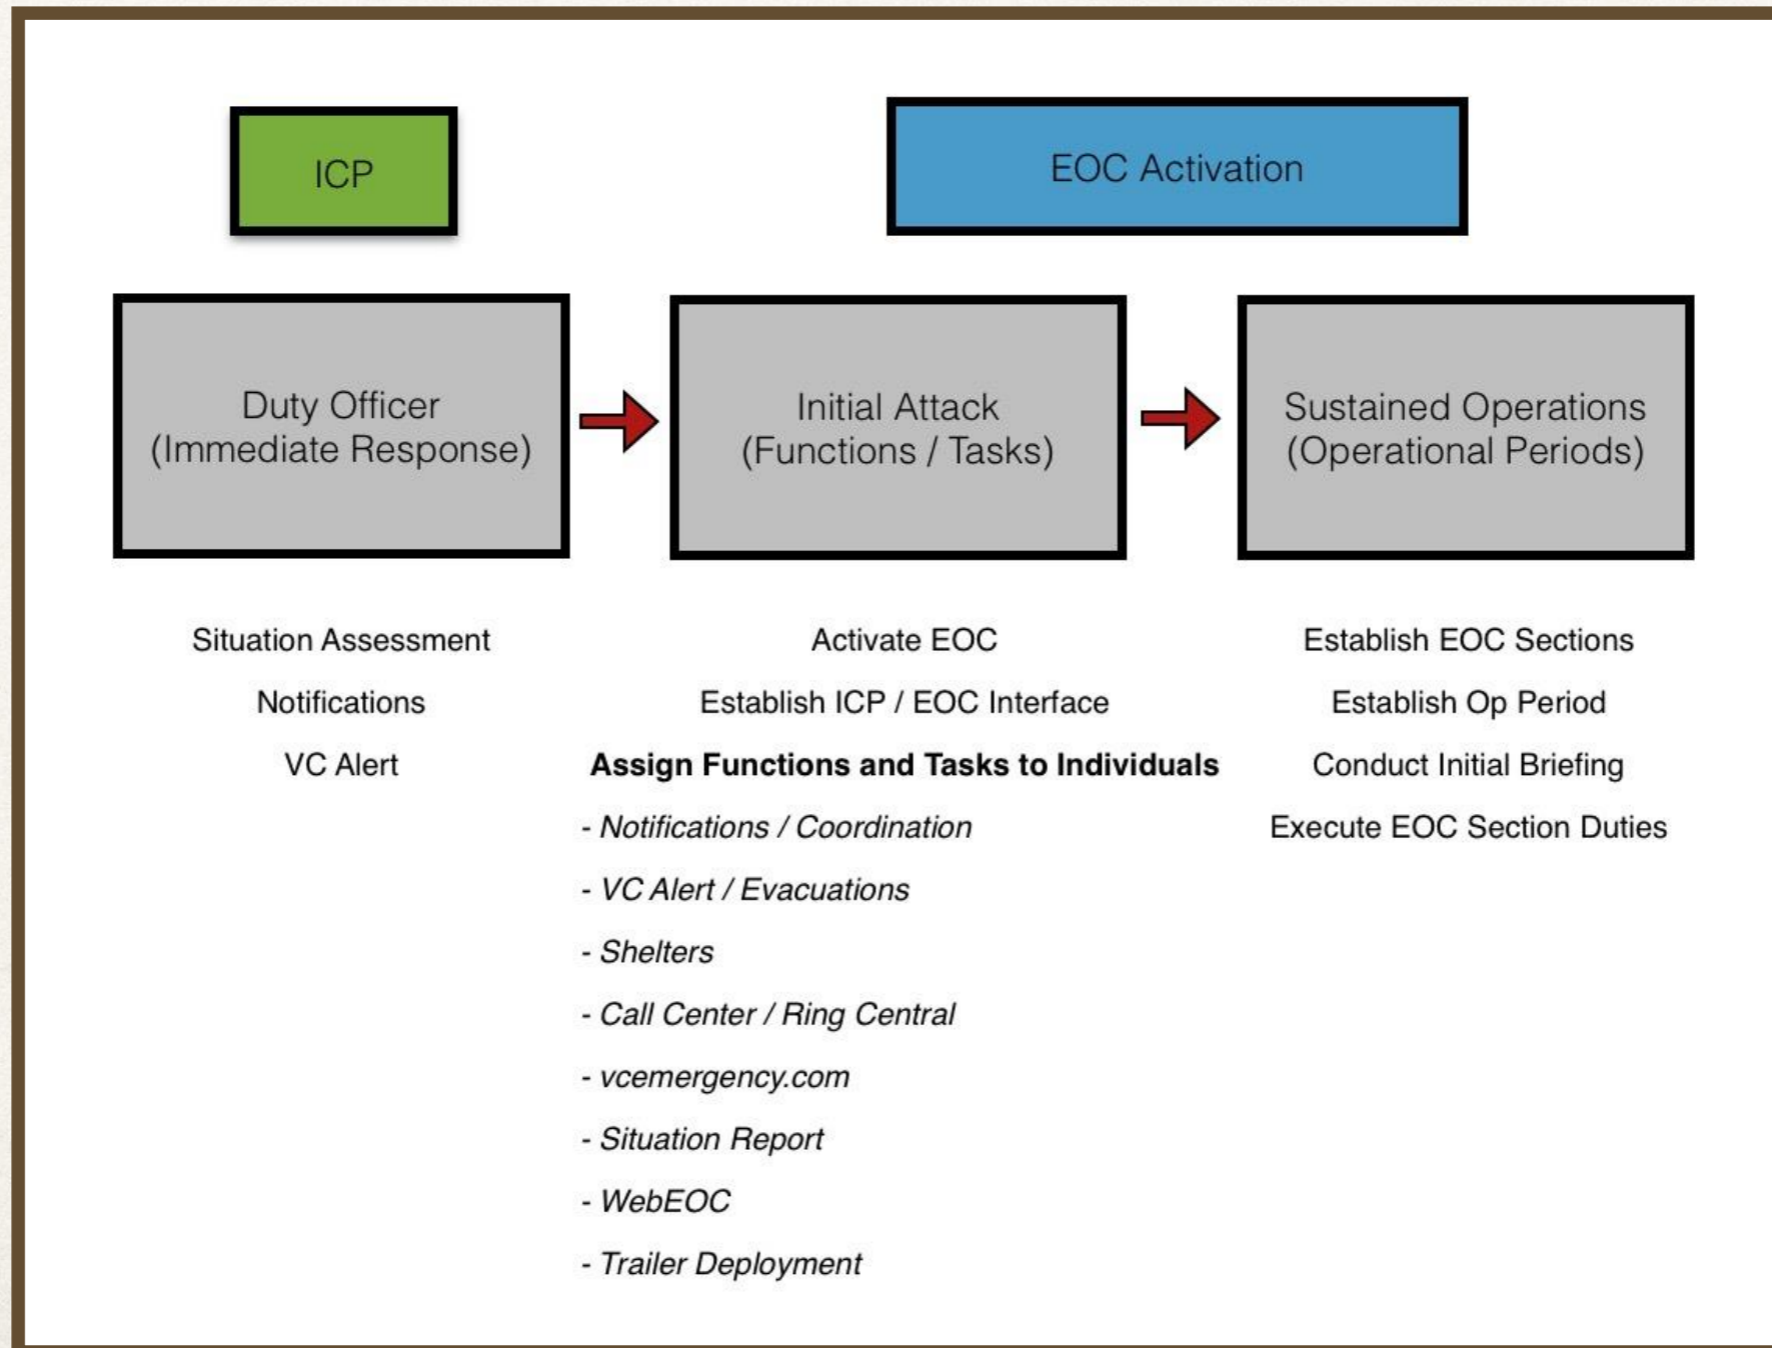 ICP
EOC Activation
Duty Officer
(Immediate Response)
Initial Attack
(Functions / Tasks)
Sustained Operations
(Operational Periods)
Situation Assessment
Notifications
VC Alert
Activate EOC
Establish ICP / EOC Interface
Assign Functions and Tasks to Individuals
- Notifications / Coordination
- VC Alert / Evacuations
- Shelters
- Call Center / Ring Central
- vcemergency.com
- Situation Report
- WebEOC
- Trailer Deployment
Establish EOC Sections
Establish Op Period
Conduct Initial Briefing
Execute EOC Section Duties